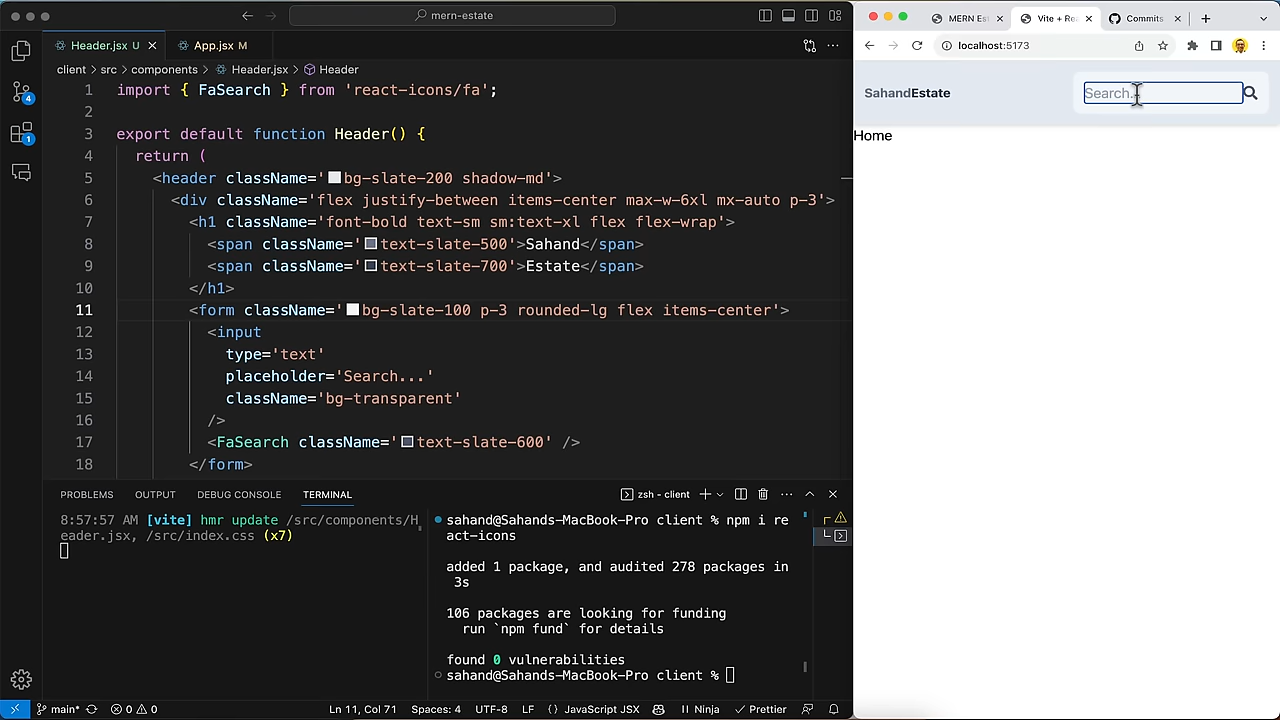 mern-estate
Header.jsx U
App.jsx M
client > src > components > Header.jsx > Header
1 import { FaSearch } from 'react-icons/fa';
2
3 export default function Header() {
4 return (
5 <header className='bg-slate-200 shadow-md'>
6 <div className='flex justify-between items-center max-w-6xl mx-auto p-3'>
7 <h1 className='font-bold text-sm sm:text-xl flex flex-wrap'>
8 <span className='text-slate-500'>Sahand</span>
9 <span className='text-slate-700'>Estate</span>
10 </h1>
11 <form className='bg-slate-100 p-3 rounded-lg flex items-center'>
12 <input
13 type='text'
14 placeholder='Search...'
15 className='bg-transparent'
16 />
17 <FaSearch className='text-slate-600' />
18 </form>
4
1
PROBLEMS OUTPUT DEBUG CONSOLE TERMINAL
zsh - client
8:57:57 AM [vite] hmr update /src/components/H
eader.jsx, /src/index.css (x7)
sahand@Sahands-MacBook-Pro client % npm i re
act-icons
added 1 package, and audited 278 packages in
3s
106 packages are looking for funding
run `npm fund` for details
found 0 vulnerabilities
sahand@Sahands-MacBook-Pro client %
main* 0 0 Ln 11, Col 71 Spaces: 4 UTF-8 LF {} JavaScript JSX Ninja Prettier
MERN Es
Vite + Re
Commits
localhost:5173
SahandEstate
Search...
Home